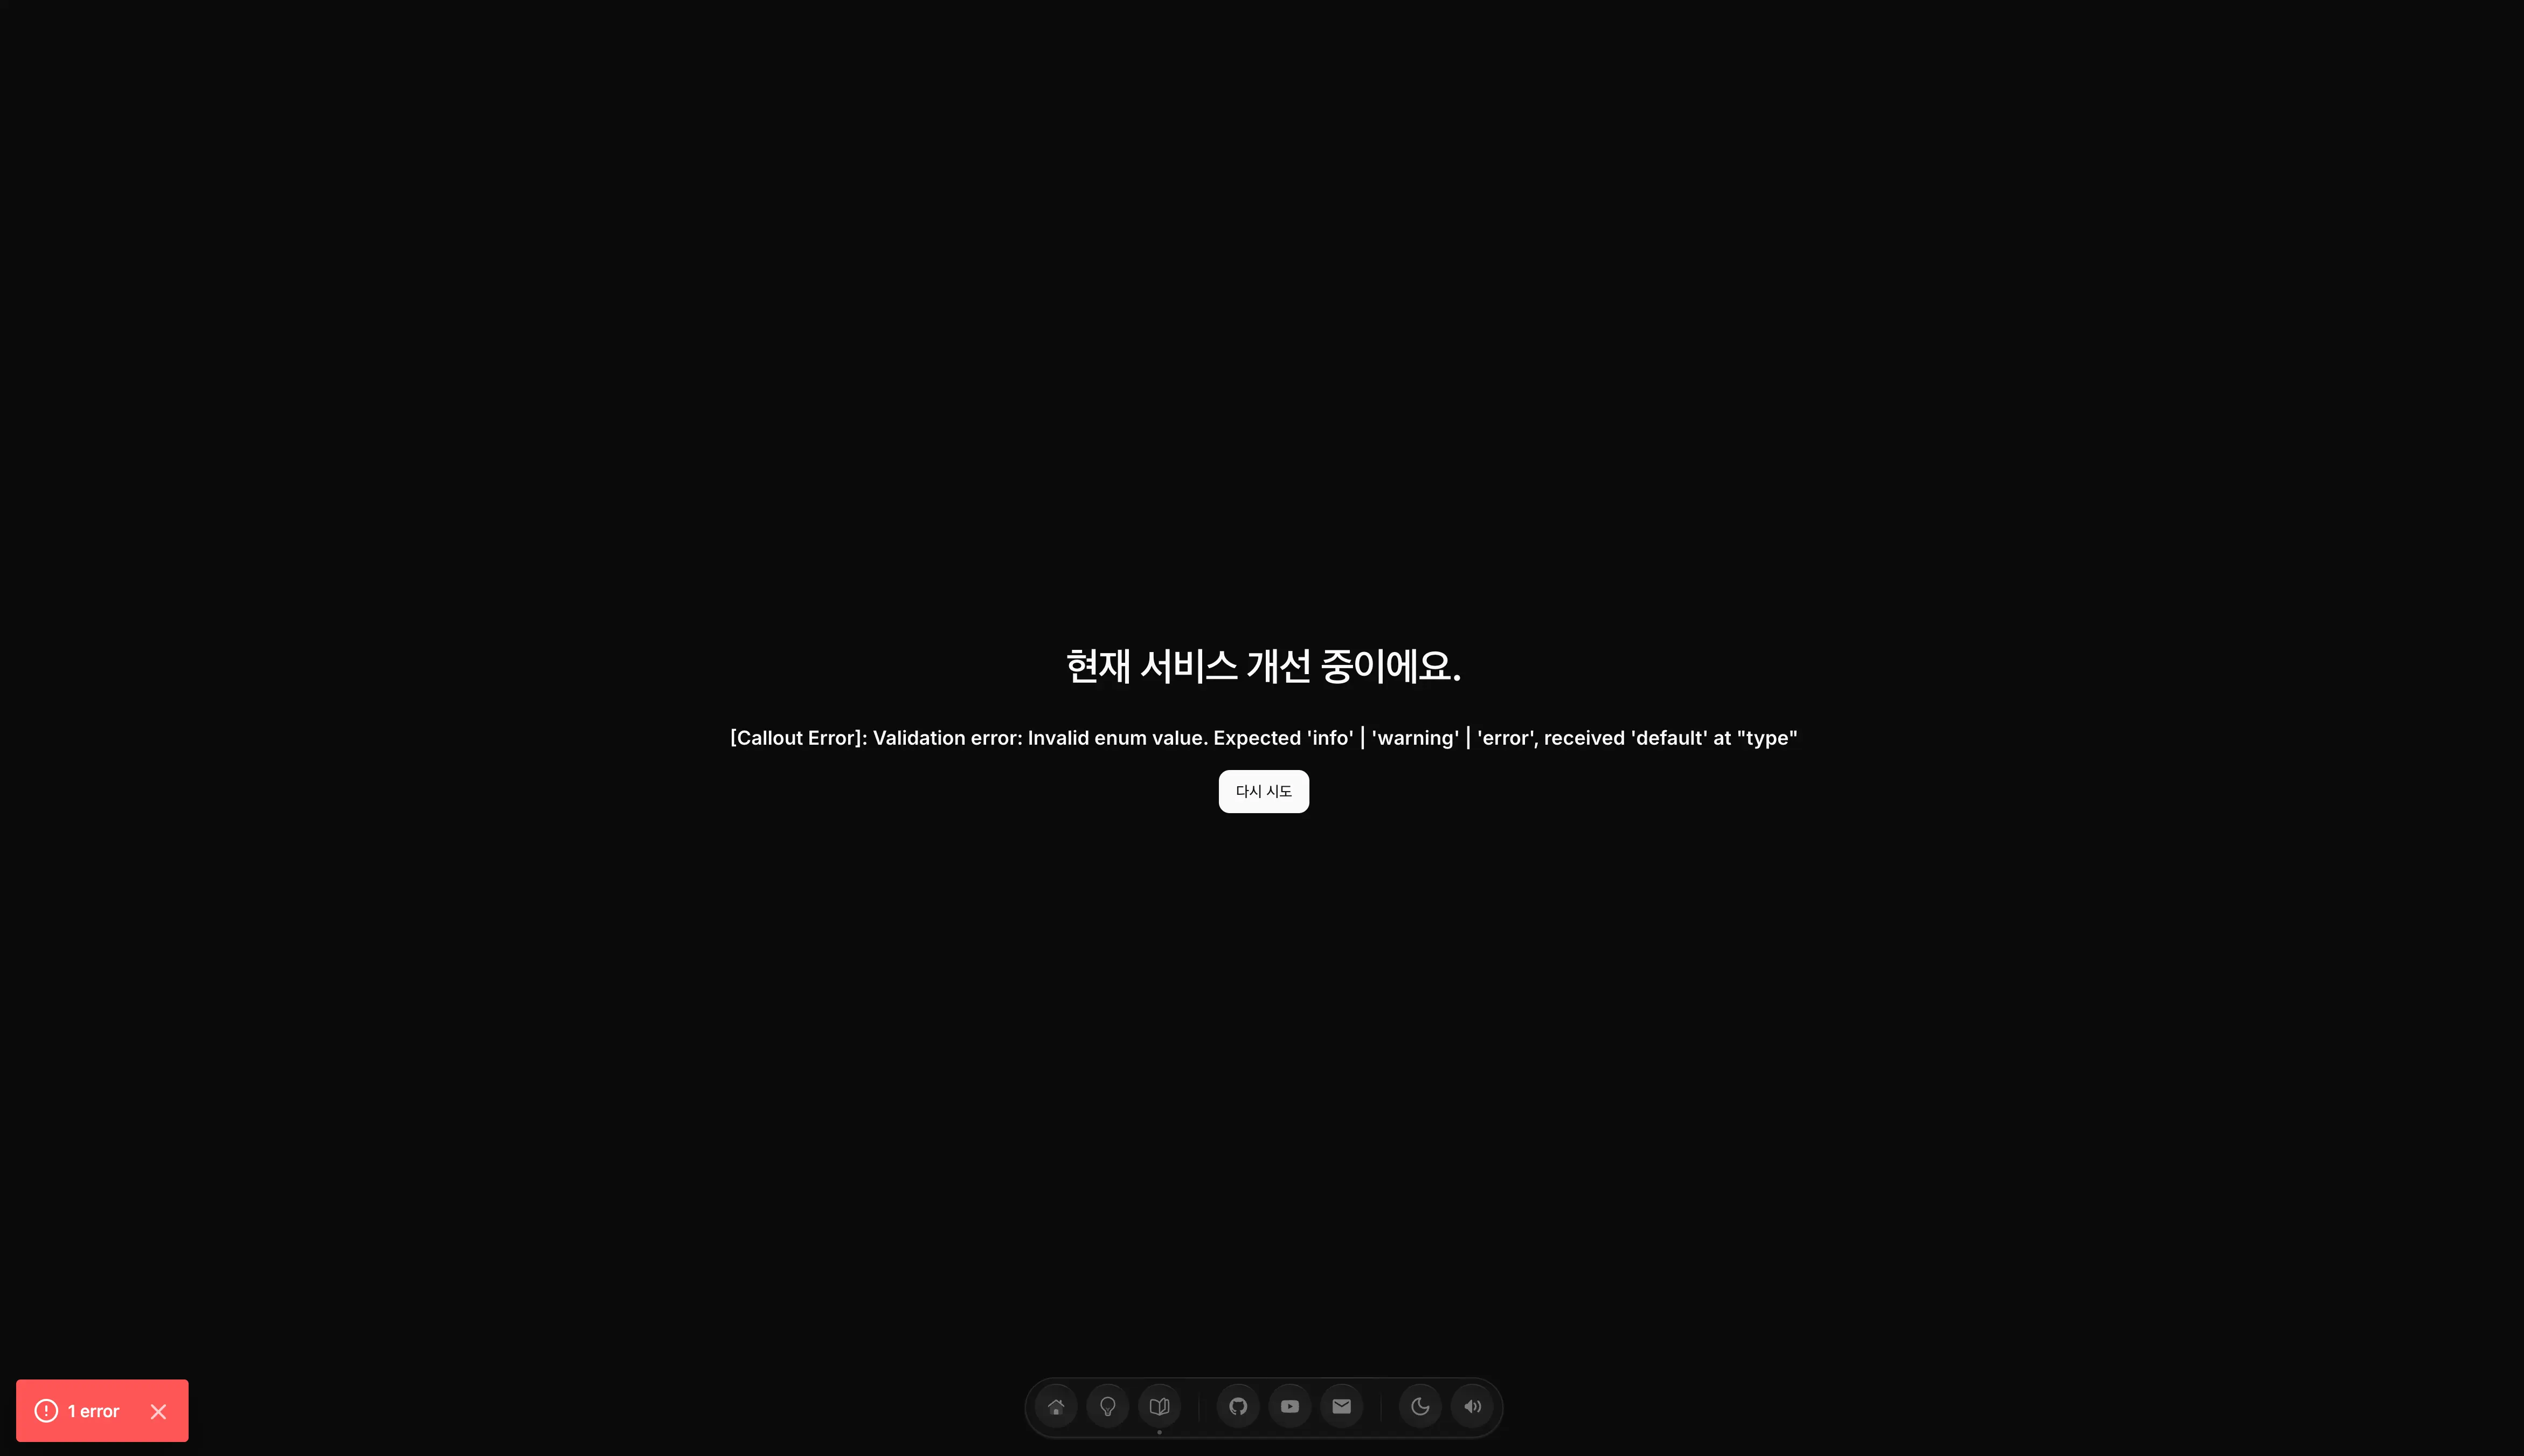 현재 서비스 개선 중이에요.
[Callout Error]: Validation error: Invalid enum value. Expected 'info' | 'warning' | 'error', received 'default' at "type"
다시 시도
1 error